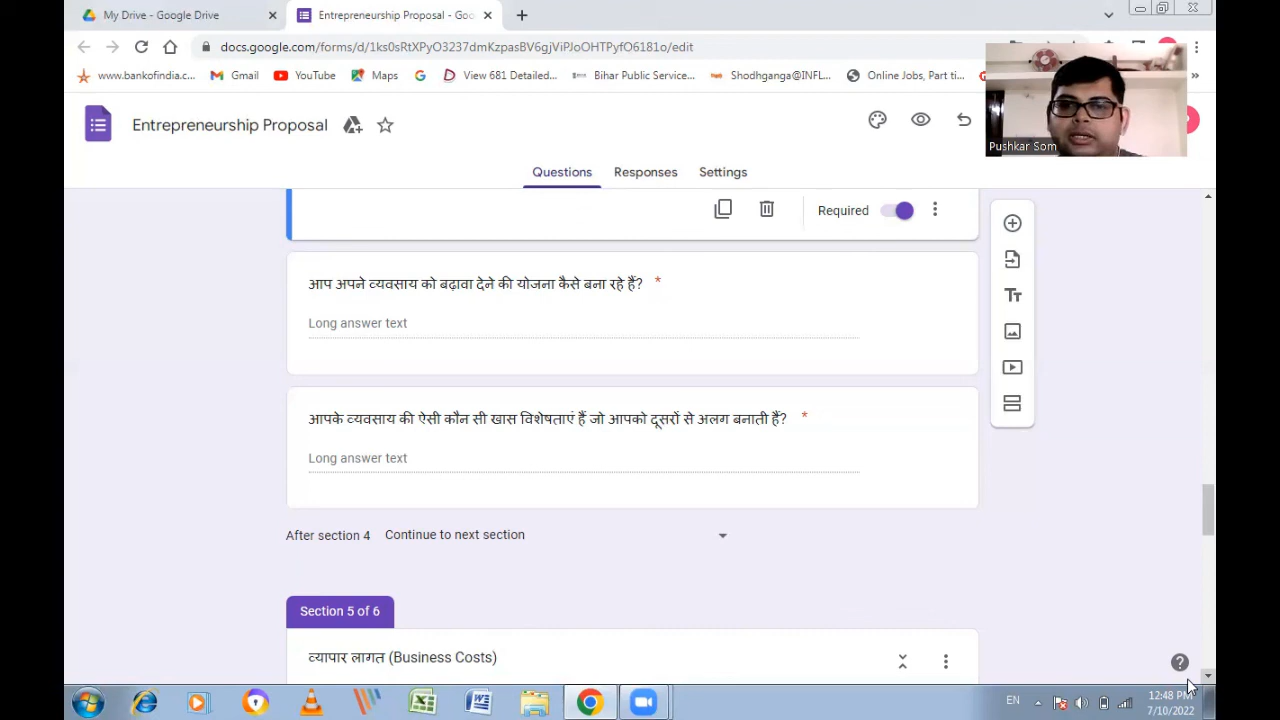 My Drive - Google Drive
Entrepreneurship Proposal - Goo
docs.google.com/forms/d/1ks0sRtXPyO3237dmKzpasBV6gjViPJoOHTPyfO6181o/edit
www.bankofindia.c...
Gmail
YouTube
Maps
View 681 Detailed...
Bihar Public Service...
Shodhganga@INFL...
Online Jobs, Part ti...
Entrepreneurship Proposal
Pushkar Som
Questions
Responses
Settings
Required
आप अपने व्यवसाय को बढ़ावा देने की योजना कैसे बना रहे हैं? *
Long answer text
आपके व्यवसाय की ऐसी कौन सी खास विशेषताएं हैं जो आपको दूसरों से अलग बनाती हैं? *
Long answer text
After section 4 Continue to next section
Section 5 of 6
व्यापार लागत (Business Costs)
EN
12:48 PM
7/10/2022